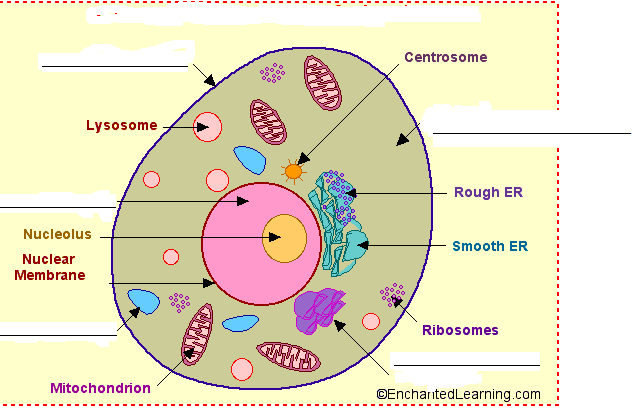 Centrosome
Lysosome
Rough ER
Nucleolus
Smooth ER
Nuclear
Membrane
Ribosomes
Mitochondrion
©EnchantedLearning.com